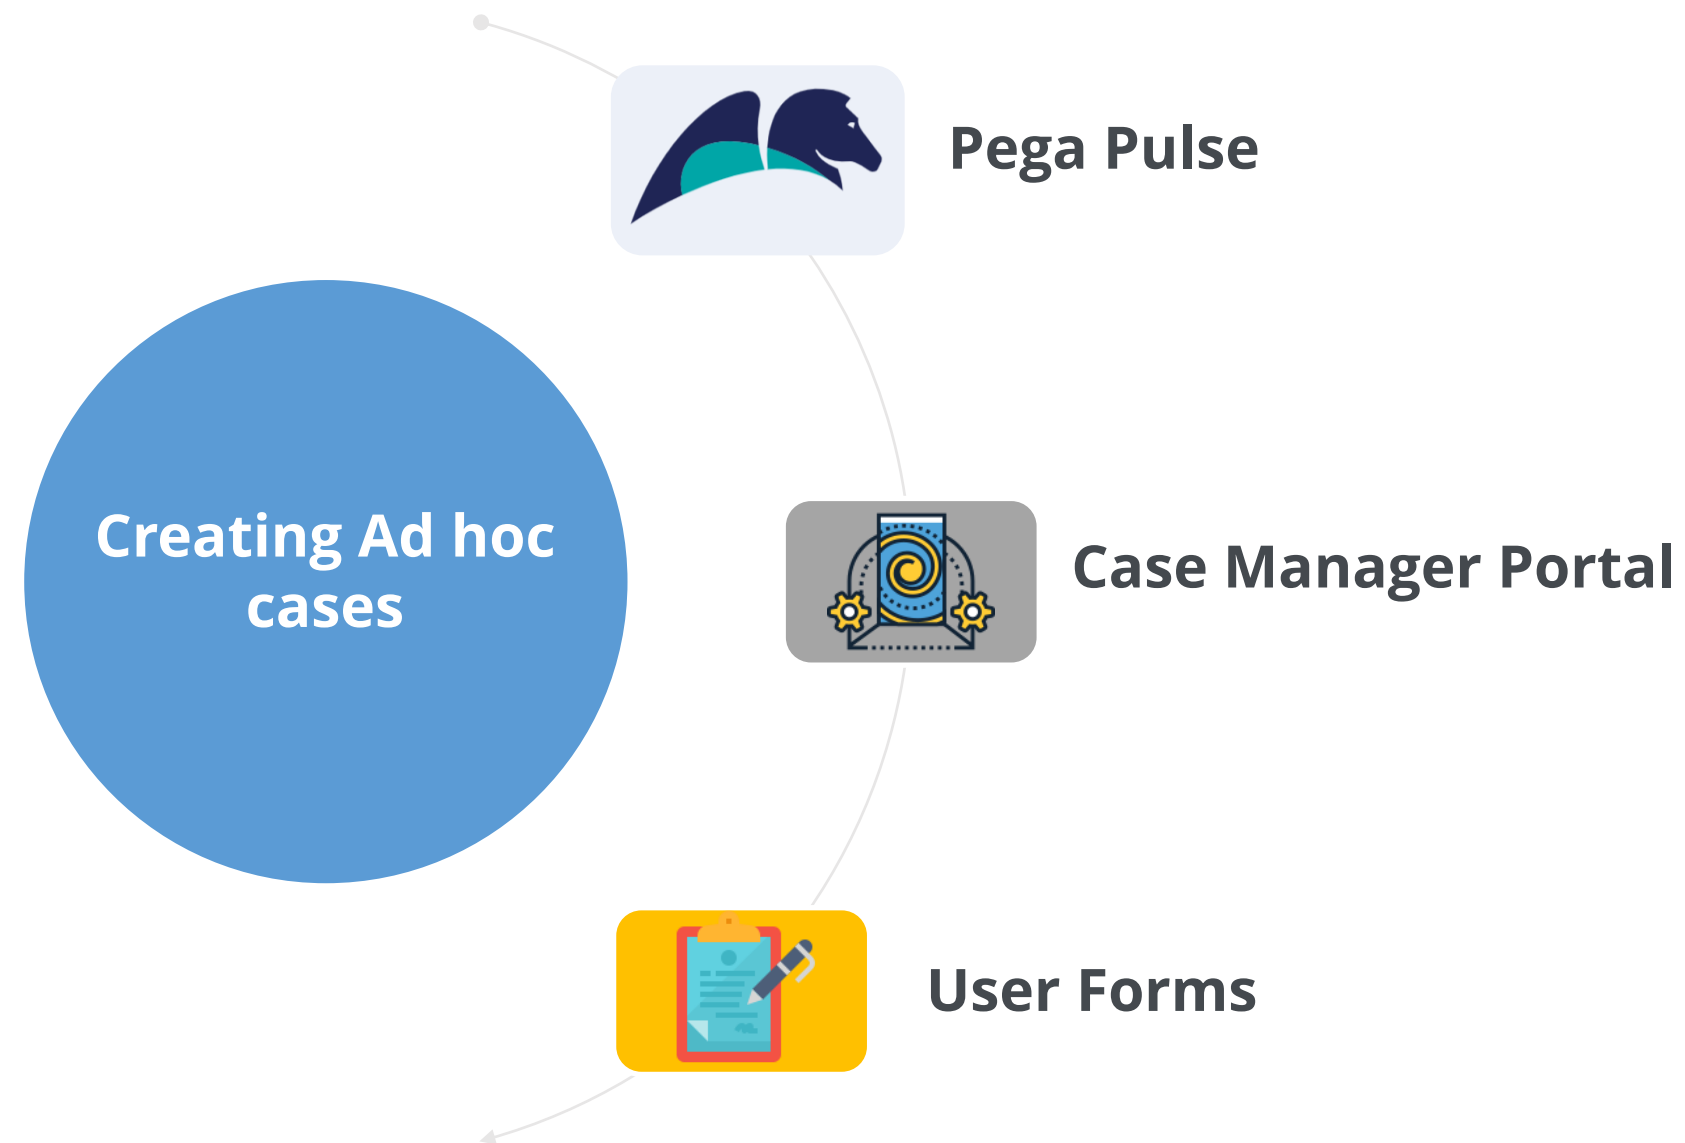 Pega Pulse
Creating Ad hoc
cases
Case Manager Portal
User Forms